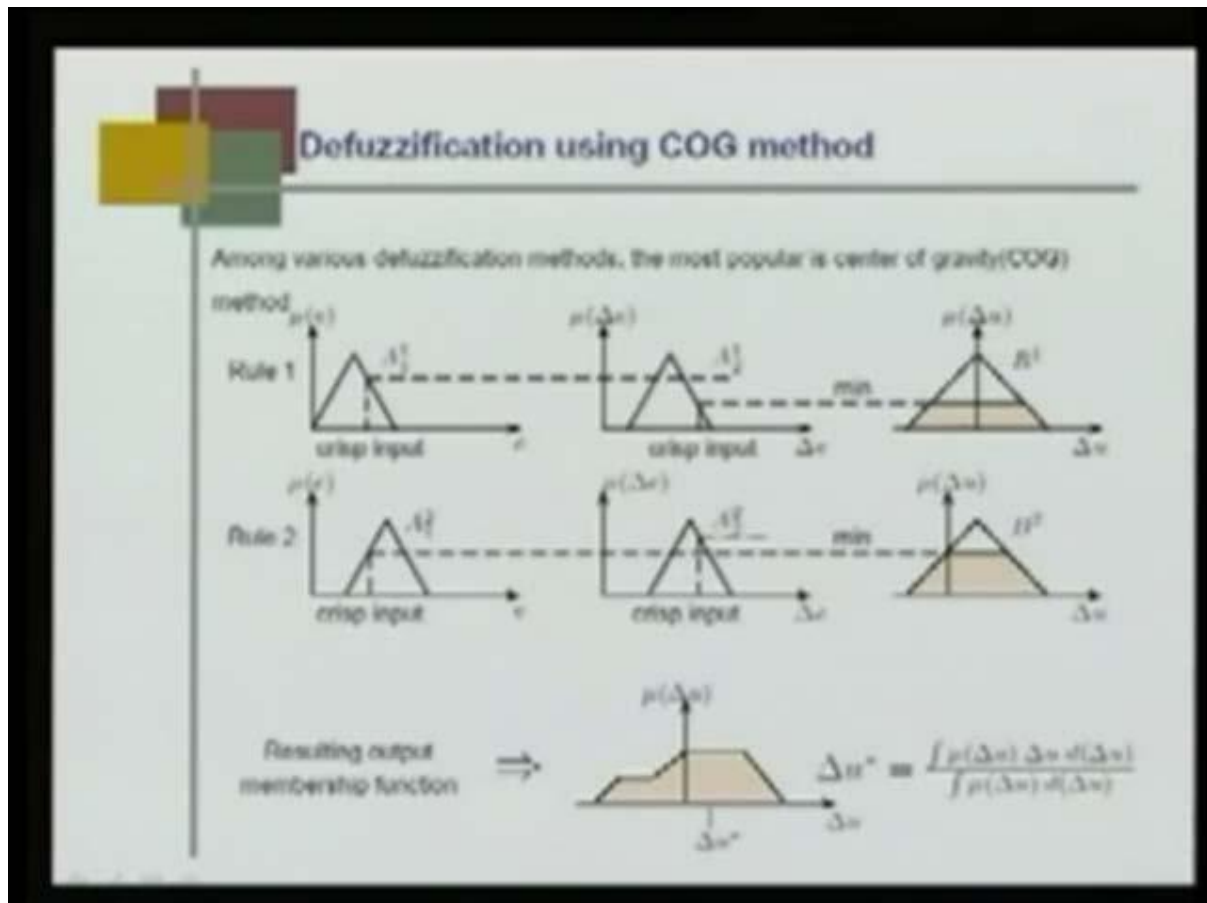 Defuzzification using COG method
Among various defuzzification methods, the most popular is center of gravity(COG)
method
μ(e) μ(Δe) μ(Δu)
Rule 1 min B¹
crisp input e crisp input Δe Δu
μ(e) μ(Δe) μ(Δu)
Rule 2 min B²
crisp input e crisp input Δe Δu
μ(Δu)
Resulting output
membership function ⇒ Δu* = ∫ μ(Δu) Δu d(Δu) / ∫ μ(Δu) d(Δu)
Δu
Δu*